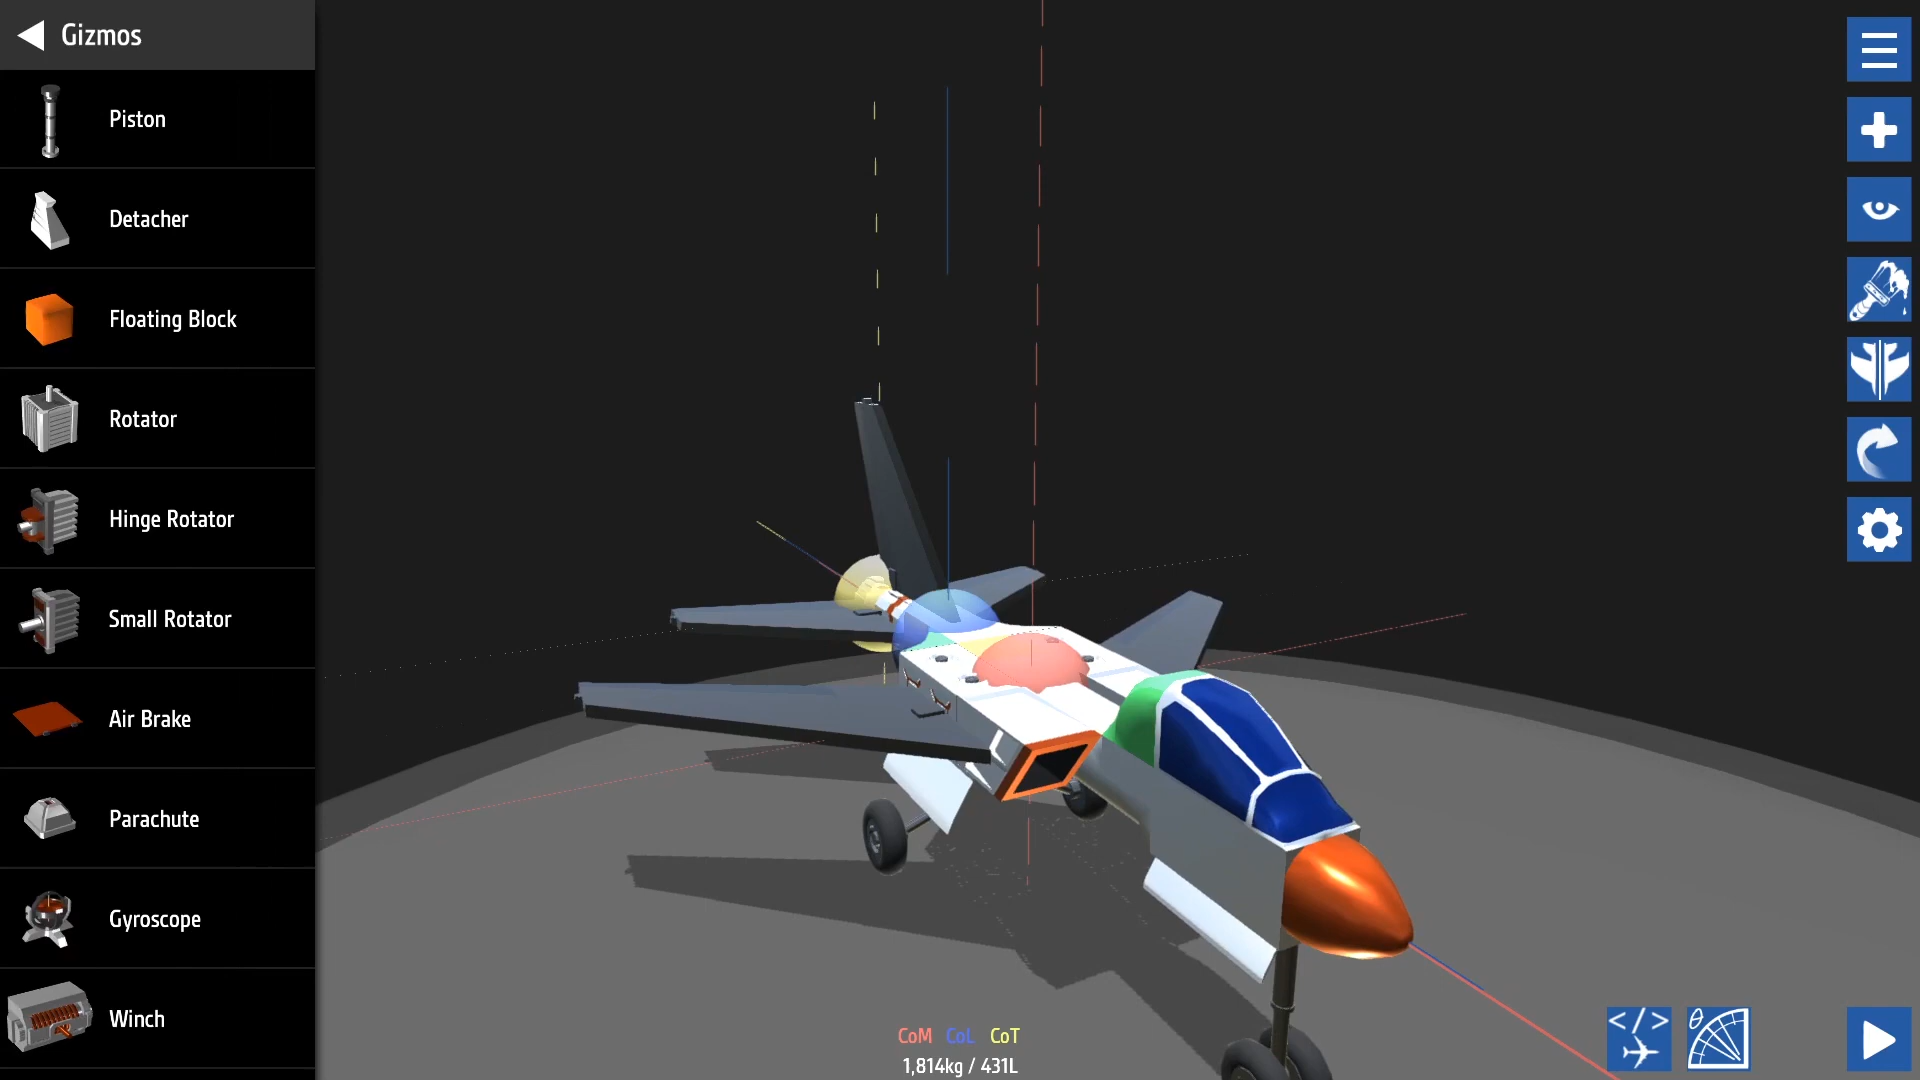 Gizmos
Piston
Detacher
Floating Block
Rotator
Hinge Rotator
Small Rotator
Air Brake
Parachute
Gyroscope
Winch
CoM CoL CoT
1,814kg / 431L
</>
θ